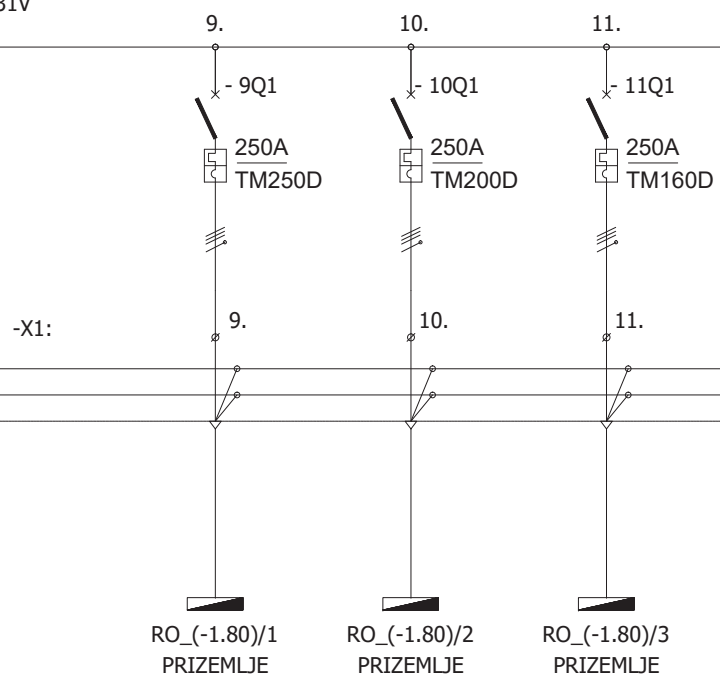 9. 10. 11.
- 9Q1 - 10Q1 - 11Q1
250A 250A 250A
TM250D TM200D TM160D
-X1: 9. 10. 11.
RO_(-1.80)/1 RO_(-1.80)/2 RO_(-1.80)/3
PRIZEMLJE PRIZEMLJE PRIZEMLJE